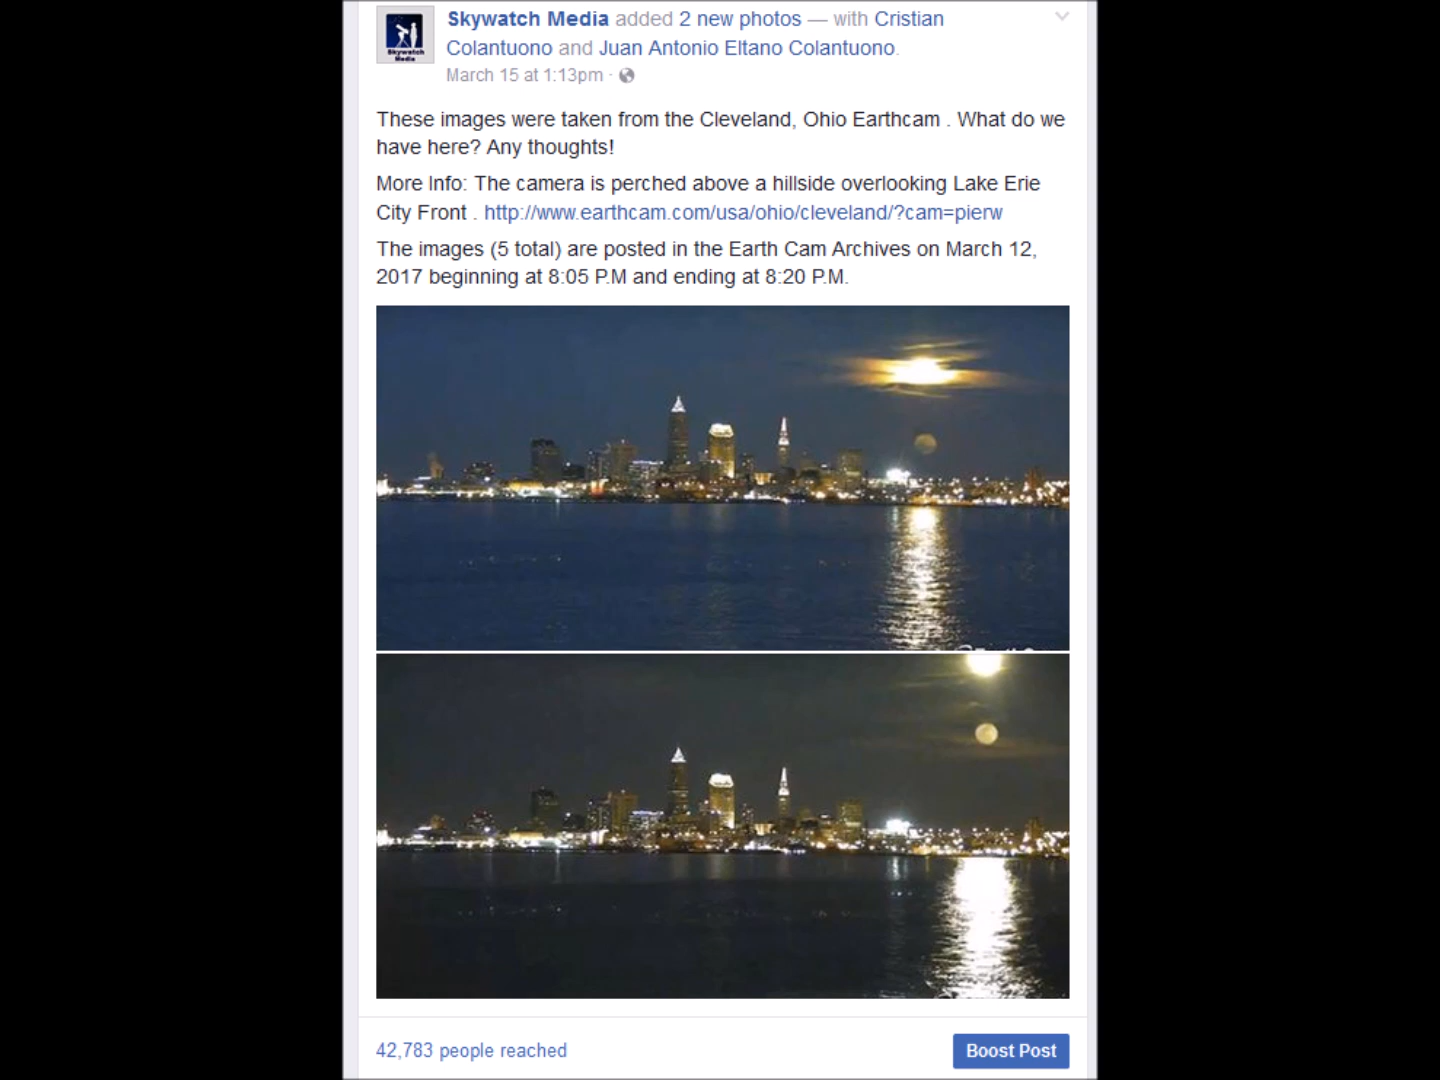 Skywatch Media added 2 new photos — with Cristian
Colantuono and Juan Antonio Eltano Colantuono.
March 15 at 1:13pm ·
Skywatch
Media
These images were taken from the Cleveland, Ohio Earthcam . What do we
have here? Any thoughts!
More Info: The camera is perched above a hillside overlooking Lake Erie
City Front . http://www.earthcam.com/usa/ohio/cleveland/?cam=pierw
The images (5 total) are posted in the Earth Cam Archives on March 12,
2017 beginning at 8:05 P.M and ending at 8:20 P.M.
42,783 people reached
Boost Post